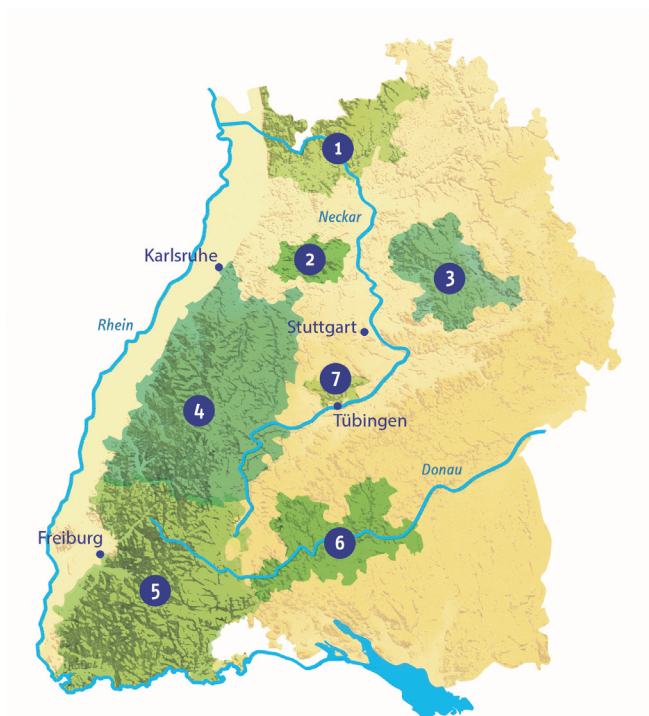 1
Neckar
2
Karlsruhe
3
Rhein
Stuttgart
7
4
Tübingen
Donau
6
Freiburg
5